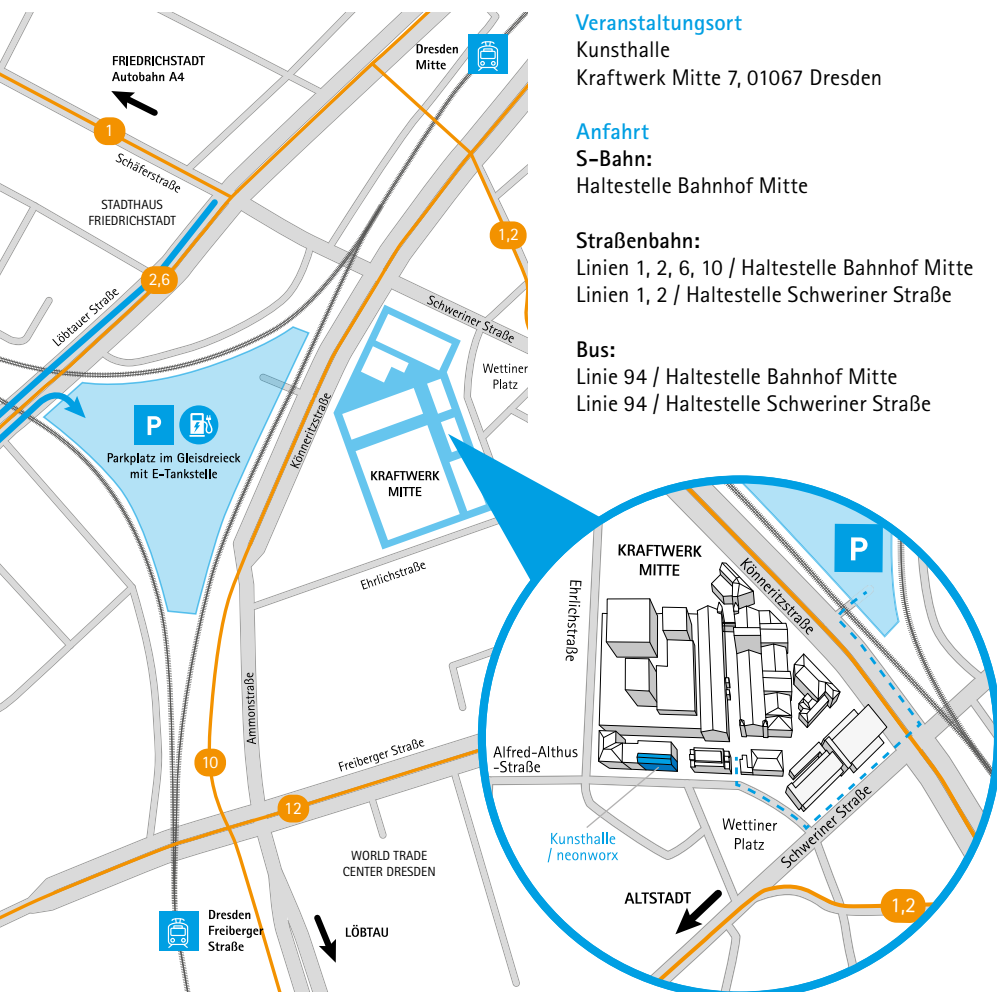 Veranstaltungsort
Kunsthalle
Kraftwerk Mitte 7, 01067 Dresden
Anfahrt
S-Bahn:
Haltestelle Bahnhof Mitte
Straßenbahn:
Linien 1, 2, 6, 10 / Haltestelle Bahnhof Mitte
Linien 1, 2 / Haltestelle Schweriner Straße
Bus:
Linie 94 / Haltestelle Bahnhof Mitte
Linie 94 / Haltestelle Schweriner Straße
Dresden
Mitte
FRIEDRICHSTADT
Autobahn A4
1
Schäferstraße
STADTHAUS
FRIEDRICHSTADT
1,2
2,6
Löbtauer Straße
Schweriner Straße
Wettiner
Platz
P
Parkplatz im Gleisdreieck
mit E-Tankstelle
Könneritzstraße
KRAFTWERK
MITTE
Ehrlichstraße
Ammonstraße
10
Freiberger Straße
12
WORLD TRADE
CENTER DRESDEN
Dresden
Freiberger
Straße
LÖBTAU
KRAFTWERK
MITTE
P
Könneritzstraße
Ehrlichstraße
Alfred-Althus
-Straße
Kunsthalle
/ neonworx
Wettiner
Platz
Schweriner Straße
ALTSTADT
1,2